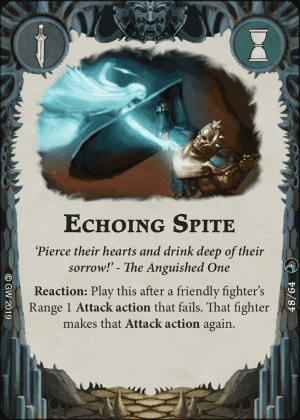 ECHOING SPITE
‘Pierce their hearts and drink deep of their
sorrow!’ - The Anguished One
Reaction: Play this after a friendly fighter’s
Range 1 Attack action that fails. That fighter
makes that Attack action again.
© GW 2019
48/64